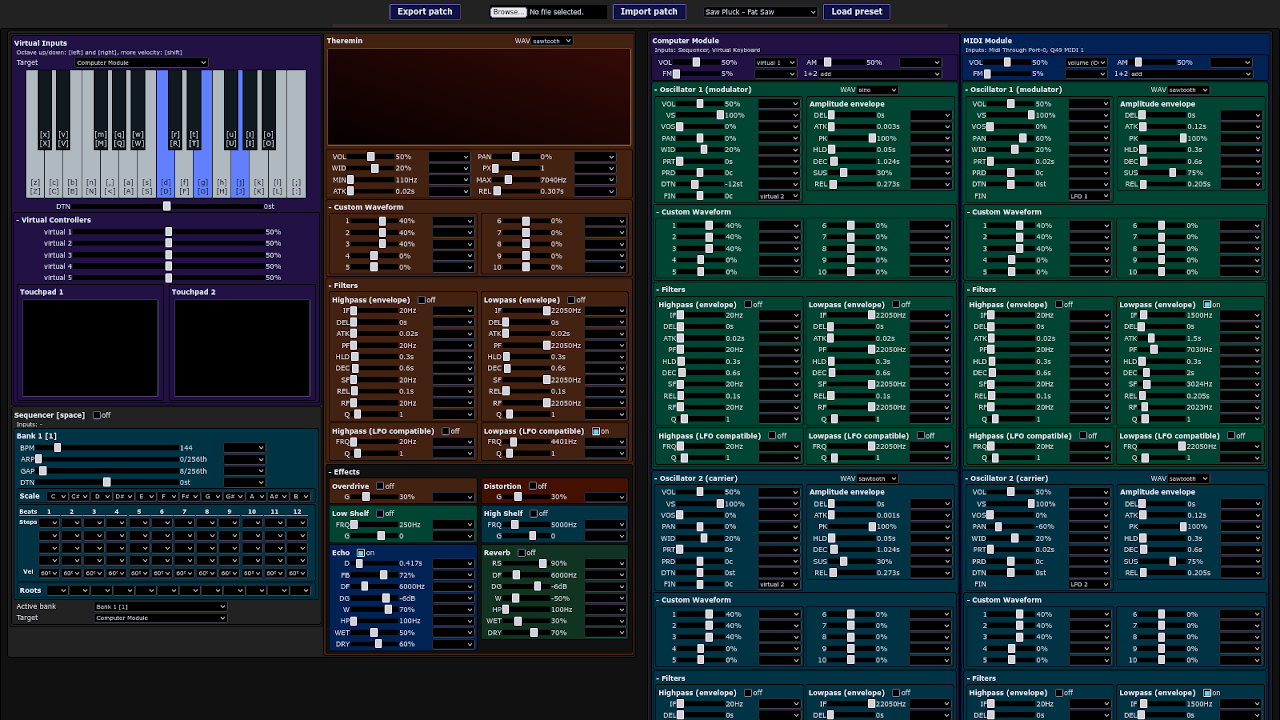 Export patch Browse... No file selected. Import patch Saw Pluck - Fat Saw Load preset
Virtual Inputs
Octave up/down: [left] and [right], more velocity: [shift]
Target Computer Module
DTN 0st
- Virtual Controllers
virtual 1 50%
virtual 2 50%
virtual 3 50%
virtual 4 50%
virtual 5 50%
Touchpad 1 Touchpad 2
Sequencer [space] off
Inputs: -
Bank 1 [1]
BPM 144
ARP 0/256th
GAP 8/256th
DTN 0st
Scale C C# D D# E F F# G G# A A# B
Beats 1 2 3 4 5 6 7 8 9 10 11 12
Steps
Vel
Roots
Active bank Bank 1 [1]
Target Computer Module
Theremin WAV sawtooth
VOL 50% PAN 0%
WID 20% PX 1
MIN 110Hz MAX 7040Hz
ATK 0.02s REL 0.307s
- Custom Waveform
1 40% 6 0%
2 40% 7 0%
3 40% 8 0%
4 0% 9 0%
5 0% 10 0%
- Filters
Highpass (envelope) off Lowpass (envelope) off
IF 20Hz IF 22050Hz
DEL 0s DEL 0s
ATK 0.02s ATK 0.02s
PF 20Hz PF 22050Hz
HLD 0.3s HLD 0.3s
DEC 0.6s DEC 0.6s
SF 20Hz SF 22050Hz
REL 0.1s REL 0.1s
RF 20Hz RF 22050Hz
Q 1 Q 1
Highpass (LFO compatible) off Lowpass (LFO compatible) on
FRQ 20Hz FRQ 4401Hz
Q 1 Q 1
- Effects
Overdrive off Distortion off
G 30% G 30%
Low Shelf off High Shelf off
FRQ 250Hz FRQ 5000Hz
G 0 G 0
Echo on Reverb off
D 0.417s RS 90%
FB 72% DF 6000Hz
DF 6000Hz DG -6dB
DG -6dB W -50%
W 70% HP 100Hz
HP 100Hz WET 30%
WET 50% DRY 70%
DRY 60%
Computer Module
Inputs: Sequencer, Virtual Keyboard
VOL 50% virtual 1 AM 50%
FM 5% 1+2 add
- Oscillator 1 (modulator) WAV sine
VOL 50% Amplitude envelope
VS 100% DEL 0s
VOS 0% ATK 0.003s
PAN 0% PK 100%
WID 20% HLD 0.05s
PRT 0s DEC 1.024s
PRD 0s SUS 30%
DTN -12st REL 0.273s
FIN 0c virtual 2
- Custom Waveform
1 40% 6 0%
2 40% 7 0%
3 40% 8 0%
4 0% 9 0%
5 0% 10 0%
- Filters
Highpass (envelope) off Lowpass (envelope) off
IF 20Hz IF 22050Hz
DEL 0s DEL 0s
ATK 0.02s ATK 0.02s
PF 20Hz PF 22050Hz
HLD 0.3s HLD 0.3s
DEC 0.6s DEC 0.6s
SF 20Hz SF 22050Hz
REL 0.1s REL 0.1s
RF 20Hz RF 22050Hz
Q 1 Q 1
Highpass (LFO compatible) off Lowpass (LFO compatible) off
FRQ 20Hz FRQ 22050Hz
Q 1 Q 1
- Oscillator 2 (carrier) WAV sawtooth
VOL 50% Amplitude envelope
VS 100% DEL 0s
VOS 0% ATK 0.001s
PAN 0% PK 100%
WID 20% HLD 0.05s
PRT 0s DEC 1.024s
PRD 0s SUS 30%
DTN 0st REL 0.273s
FIN 0c virtual 2
- Custom Waveform
1 40% 6 0%
2 40% 7 0%
3 40% 8 0%
4 0% 9 0%
5 0% 10 0%
- Filters
Highpass (envelope) off Lowpass (envelope) off
IF 20Hz IF 22050Hz
DEL 0s DEL 0s
MIDI Module
Inputs: Midi Through Port-0, Q49 MIDI 1
VOL 50% volume (C AM 50%
FM 5% 1+2 add
- Oscillator 1 (modulator) WAV sawtooth
VOL 50% Amplitude envelope
VS 100% DEL 0s
VOS 0% ATK 0.12s
PAN 60% PK 100%
WID 20% HLD 0.3s
PRT 0.02s DEC 0.6s
PRD 0s SUS 75%
DTN 0st REL 0.205s
FIN 0c LFO 1
- Custom Waveform
1 40% 6 0%
2 40% 7 0%
3 40% 8 0%
4 0% 9 0%
5 0% 10 0%
- Filters
Highpass (envelope) off Lowpass (envelope) on
IF 20Hz IF 1500Hz
DEL 0s DEL 0s
ATK 0.02s ATK 1.5s
PF 20Hz PF 7030Hz
HLD 0.3s HLD 0.3s
DEC 0.6s DEC 2s
SF 20Hz SF 3024Hz
REL 0.1s REL 0.205s
RF 20Hz RF 2023Hz
Q 1 Q 1
Highpass (LFO compatible) off Lowpass (LFO compatible) off
FRQ 20Hz FRQ 22050Hz
Q 1 Q 1
- Oscillator 2 (carrier) WAV sawtooth
VOL 50% Amplitude envelope
VS 100% DEL 0s
VOS 0% ATK 0.12s
PAN -60% PK 100%
WID 20% HLD 0.3s
PRT 0.02s DEC 0.6s
PRD 0s SUS 75%
DTN 0st REL 0.205s
FIN 0c LFO 2
- Custom Waveform
1 40% 6 0%
2 40% 7 0%
3 40% 8 0%
4 0% 9 0%
5 0% 10 0%
- Filters
Highpass (envelope) off Lowpass (envelope) on
IF 20Hz IF 1500Hz
DEL 0s DEL 0s